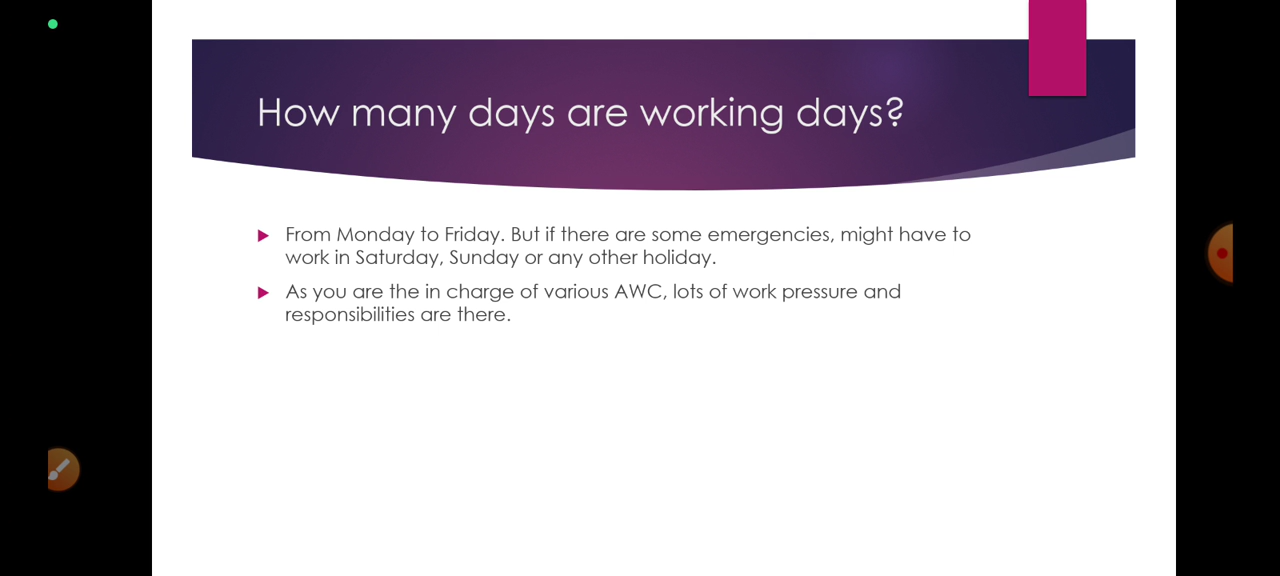 How many days are working days?
From Monday to Friday. But if there are some emergencies, might have to
work in Saturday, Sunday or any other holiday.
As you are the in charge of various AWC, lots of work pressure and
responsibilities are there.